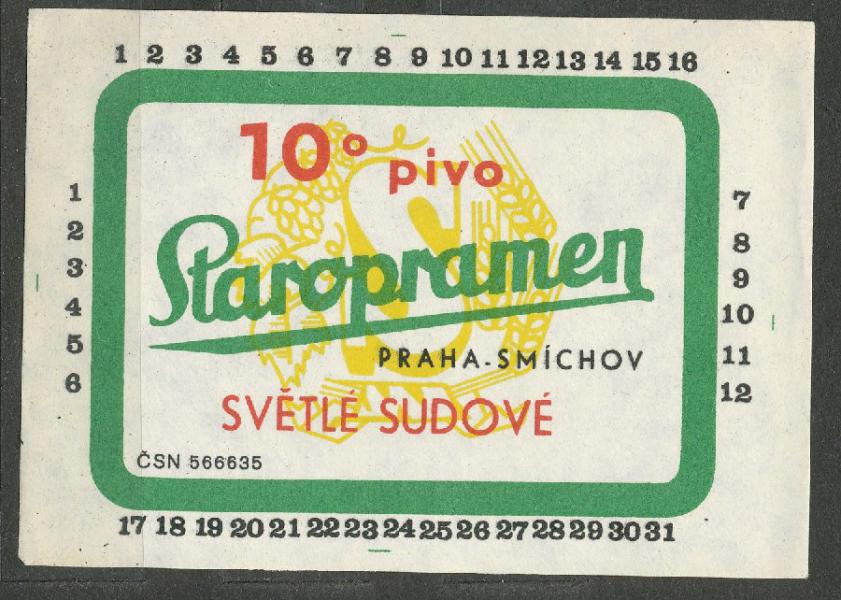 1 2 3 4 5 6 7 8 9 10 11 12 13 14 15 16
10° pivo
Staropramen
PRAHA-SMÍCHOV
SVĚTLÉ SUDOVÉ
ČSN 566635
1
2
3
4
5
6
7
8
9
10
11
12
S
17 18 19 20 21 22 23 24 25 26 27 28 29 30 31